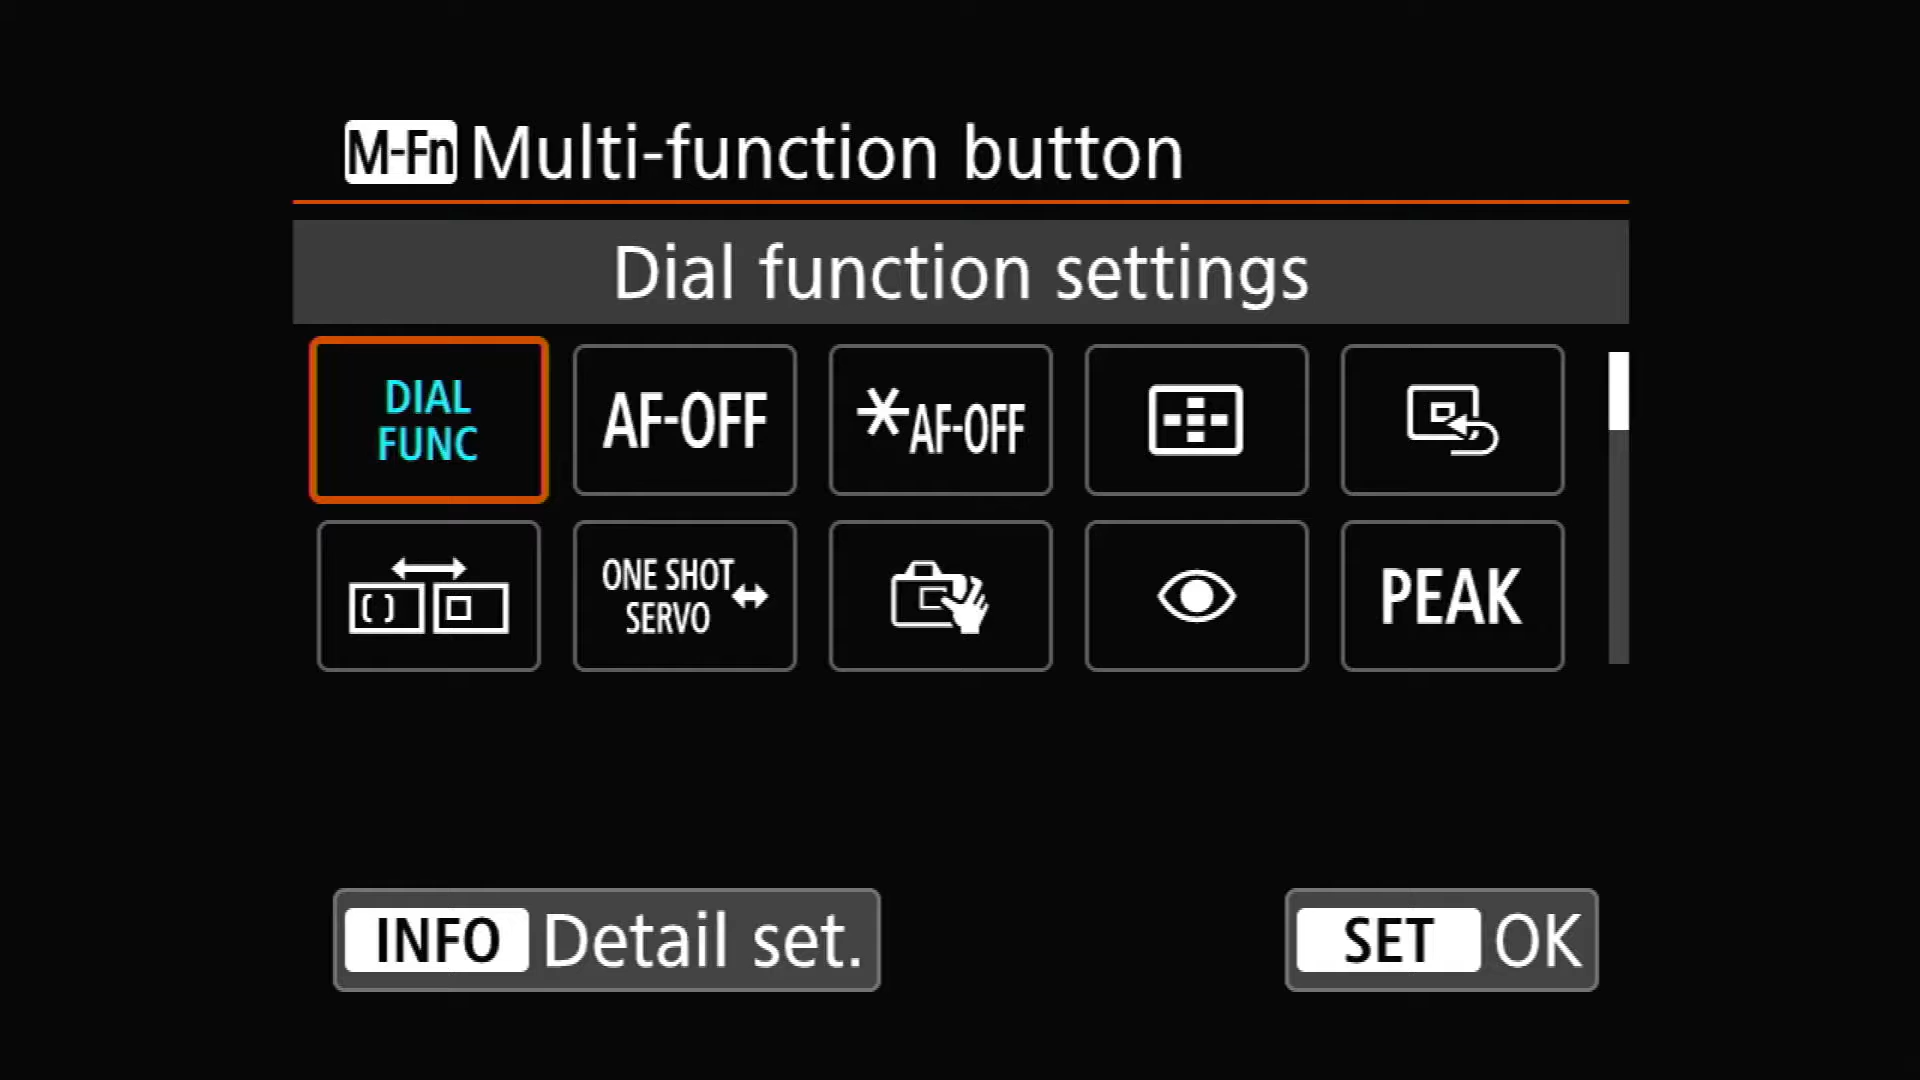 M-Fn Multi-function button
Dial function settings
DIAL FUNC
AF-OFF
*AF-OFF
ONE SHOT SERVO
PEAK
INFO Detail set.
SET OK